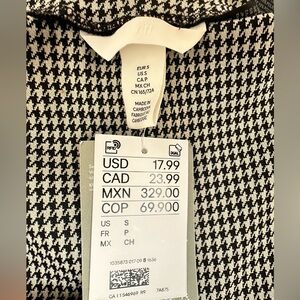 EUR S
US S
CA P
MX CH
CN 165/72A
MADE IN
USD 17.99
CAD 23.99
MXN 329.00
COP 69.900
US S
FR P
MX CH